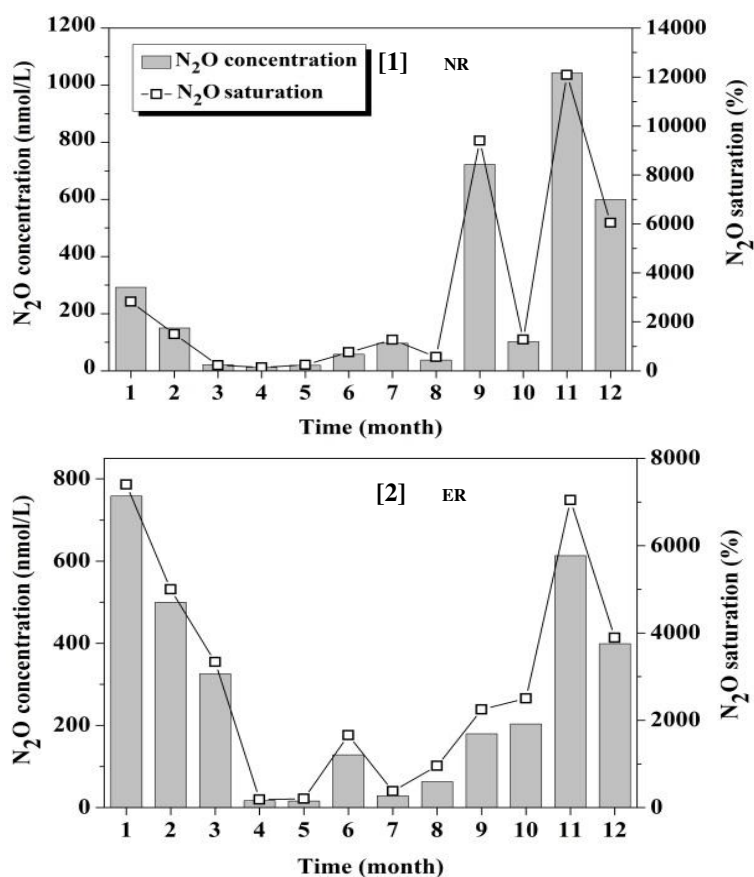 N2O concentration (nmol/L)
1200
1000
800
600
400
200
0
N2O concentration
N2O saturation
[1] NR
14000
12000
10000
8000
6000
4000
2000
0
N2O saturation (%)
1 2 3 4 5 6 7 8 9 10 11 12
Time (month)
N2O concentration (nmol/L)
800
600
400
200
0
[2] ER
8000
6000
4000
2000
0
N2O saturation (%)
1 2 3 4 5 6 7 8 9 10 11 12
Time (month)